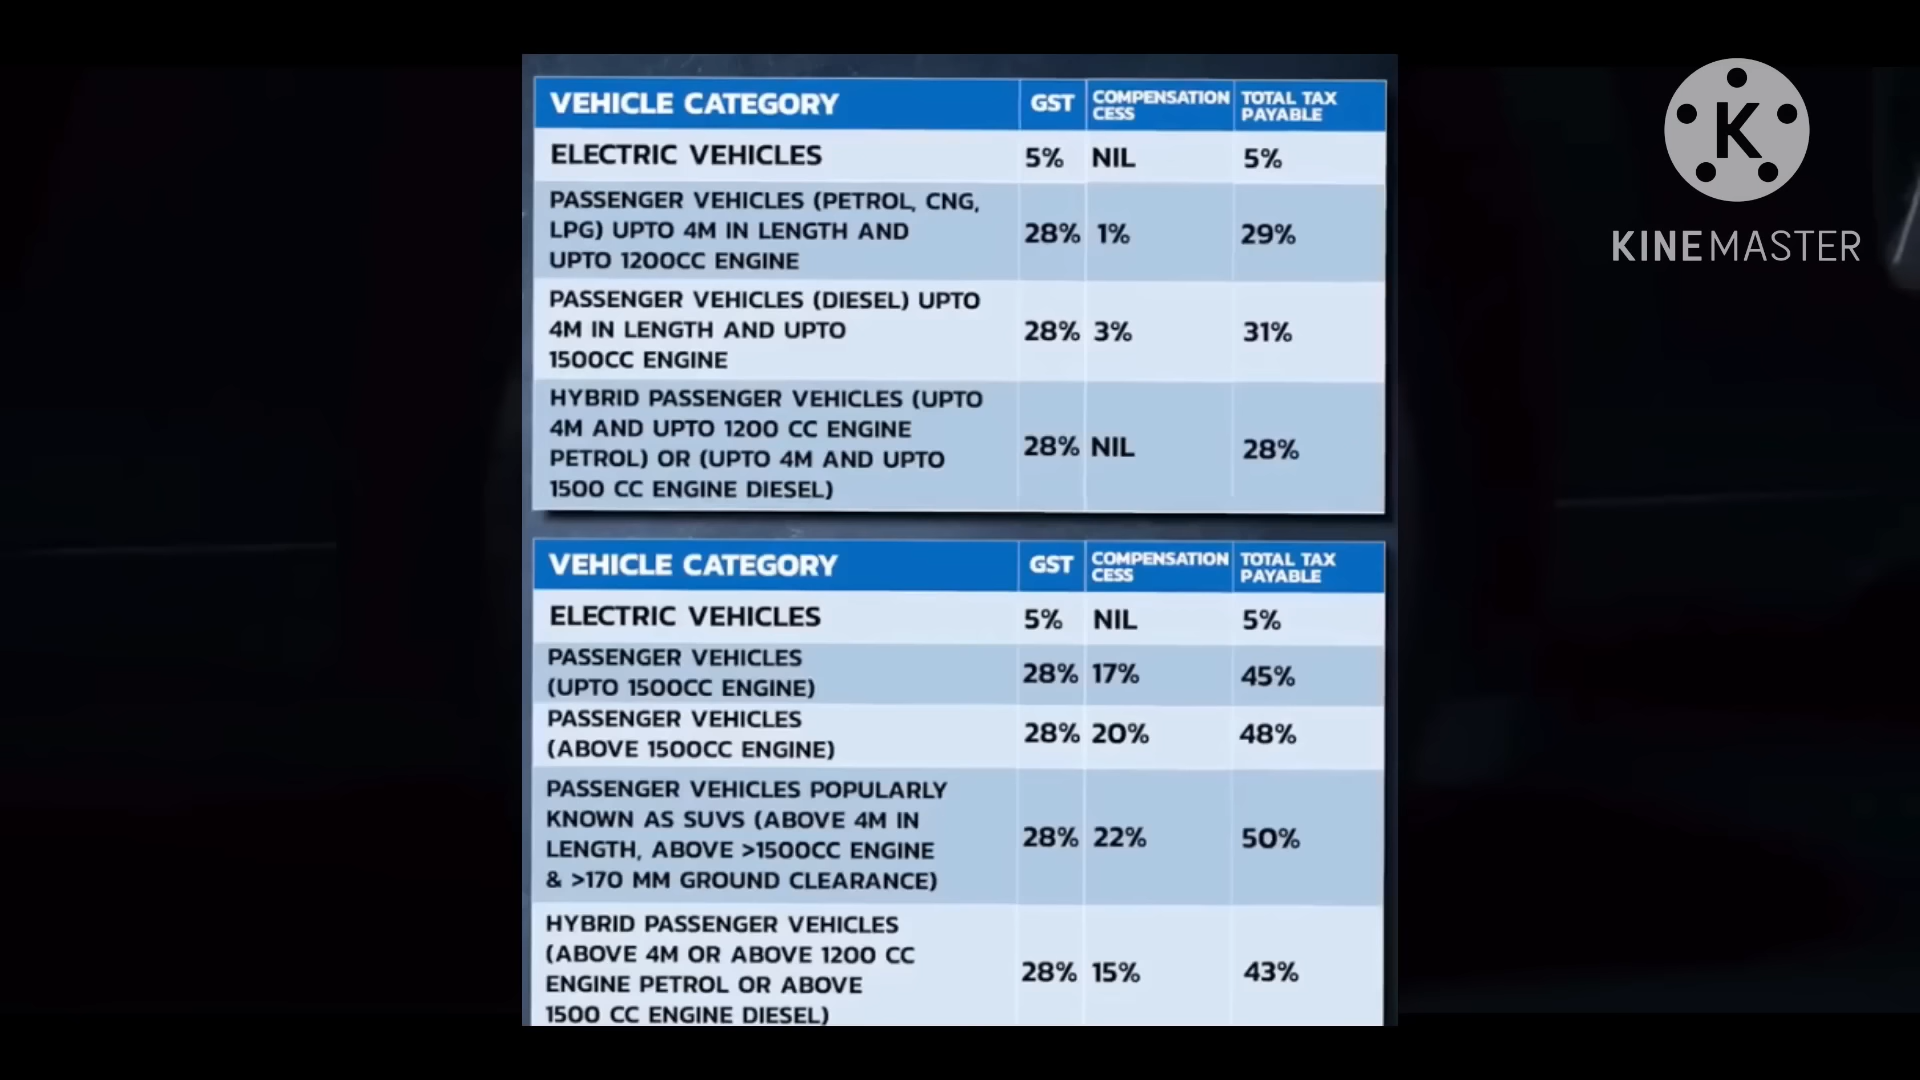 VEHICLE CATEGORY GST COMPENSATION CESS TOTAL TAX PAYABLE
ELECTRIC VEHICLES 5% NIL 5%
PASSENGER VEHICLES (PETROL, CNG,
LPG) UPTO 4M IN LENGTH AND 28% 1% 29%
UPTO 1200CC ENGINE
PASSENGER VEHICLES (DIESEL) UPTO
4M IN LENGTH AND UPTO 28% 3% 31%
1500CC ENGINE
HYBRID PASSENGER VEHICLES (UPTO
4M AND UPTO 1200 CC ENGINE 28% NIL 28%
PETROL) OR (UPTO 4M AND UPTO
1500 CC ENGINE DIESEL)
VEHICLE CATEGORY GST COMPENSATION CESS TOTAL TAX PAYABLE
ELECTRIC VEHICLES 5% NIL 5%
PASSENGER VEHICLES 28% 17% 45%
(UPTO 1500CC ENGINE)
PASSENGER VEHICLES 28% 20% 48%
(ABOVE 1500CC ENGINE)
PASSENGER VEHICLES POPULARLY
KNOWN AS SUVS (ABOVE 4M IN 28% 22% 50%
LENGTH, ABOVE >1500CC ENGINE
& >170 MM GROUND CLEARANCE)
HYBRID PASSENGER VEHICLES
(ABOVE 4M OR ABOVE 1200 CC 28% 15% 43%
ENGINE PETROL OR ABOVE
1500 CC ENGINE DIESEL)
K
KINEMASTER